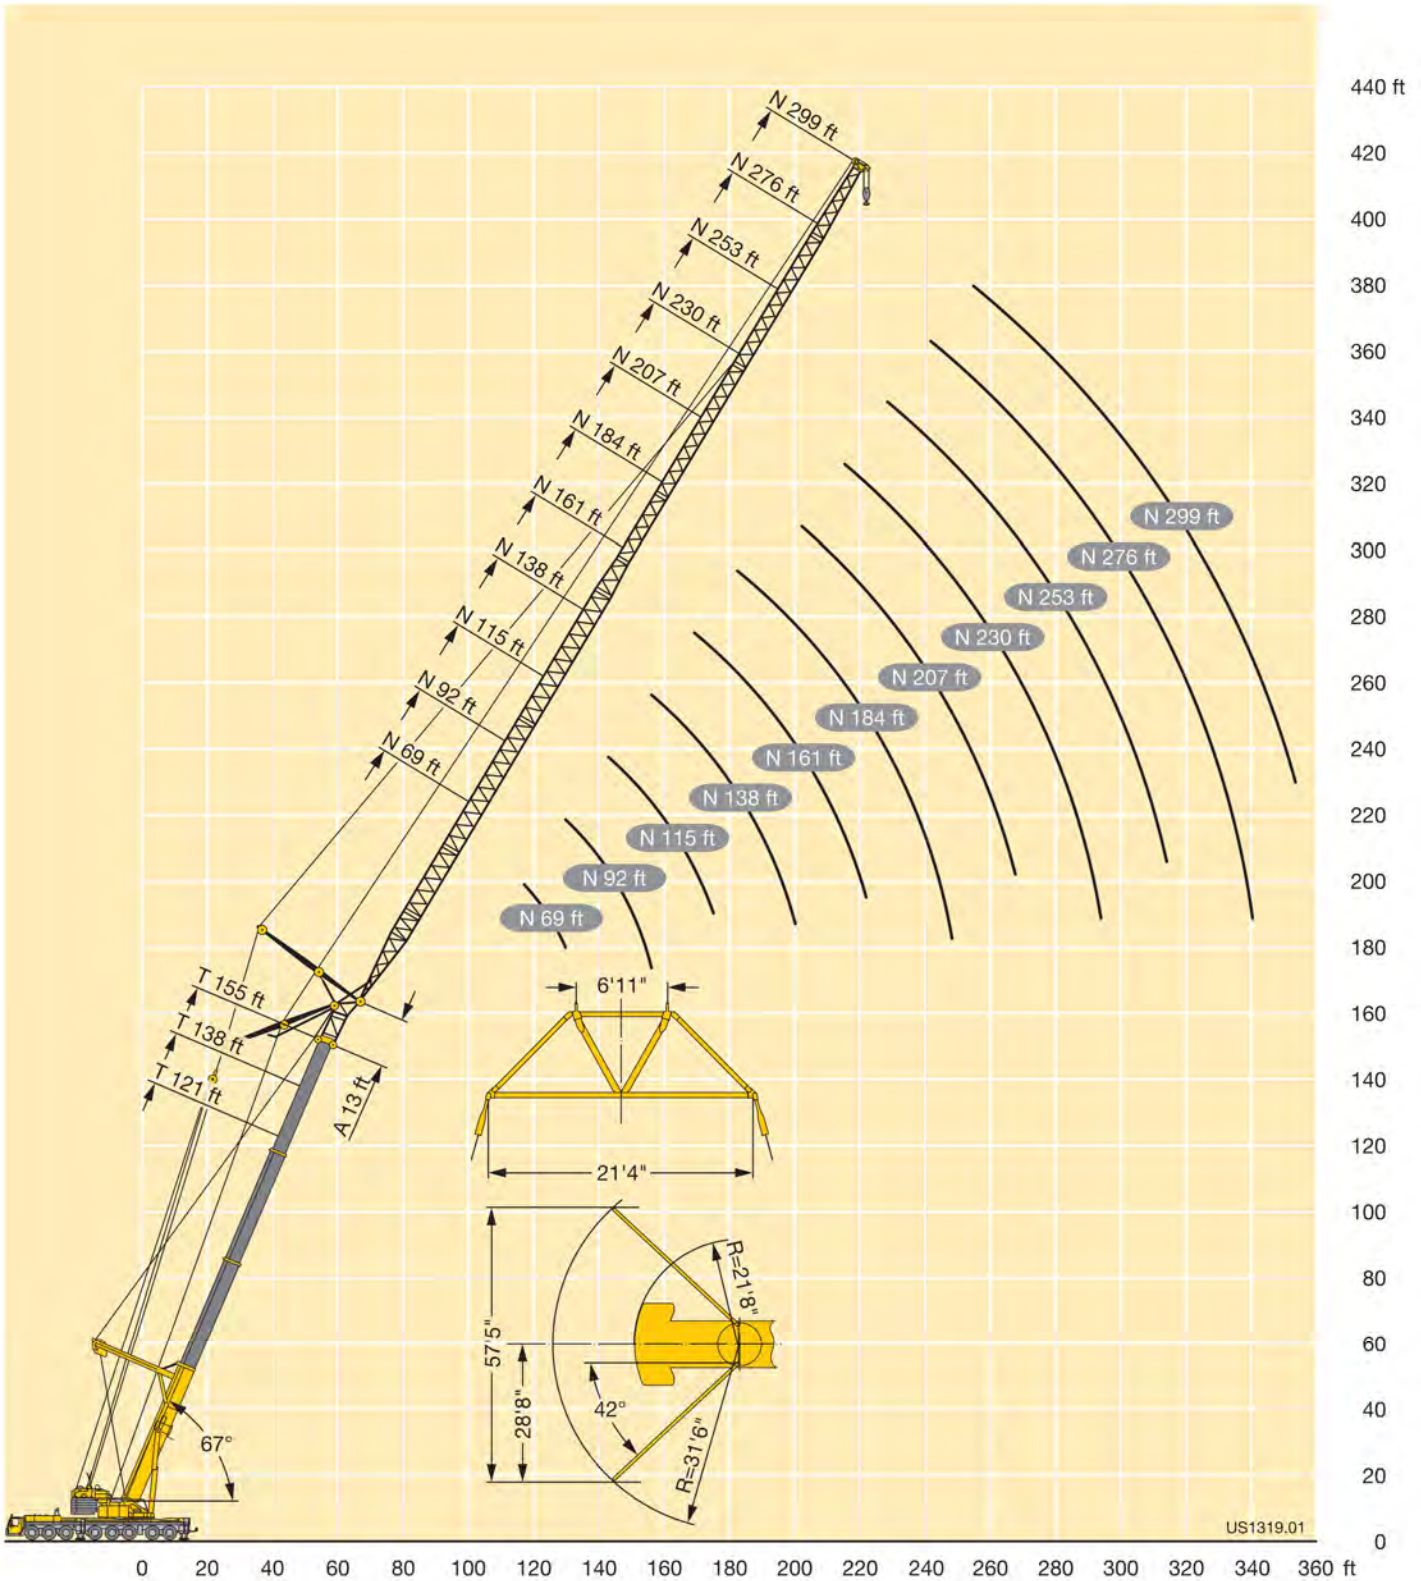 440 ft
420
400
380
360
340
320
300
280
260
240
220
200
180
160
140
120
100
80
60
40
20
0
N 299 ft
N 276 ft
N 253 ft
N 230 ft
N 207 ft
N 184 ft
N 161 ft
N 138 ft
N 115 ft
N 92 ft
N 69 ft
N 299 ft
N 276 ft
N 253 ft
N 230 ft
N 207 ft
N 184 ft
N 161 ft
N 138 ft
N 115 ft
N 92 ft
N 69 ft
T 155 ft
T 138 ft
T 121 ft
A 13 ft
67°
6'11"
21'4"
57'5"
28'8"
42°
R=21'8"
R=31'6"
US1319.01
0 20 40 60 80 100 120 140 160 180 200 220 240 260 280 300 320 340 360 ft